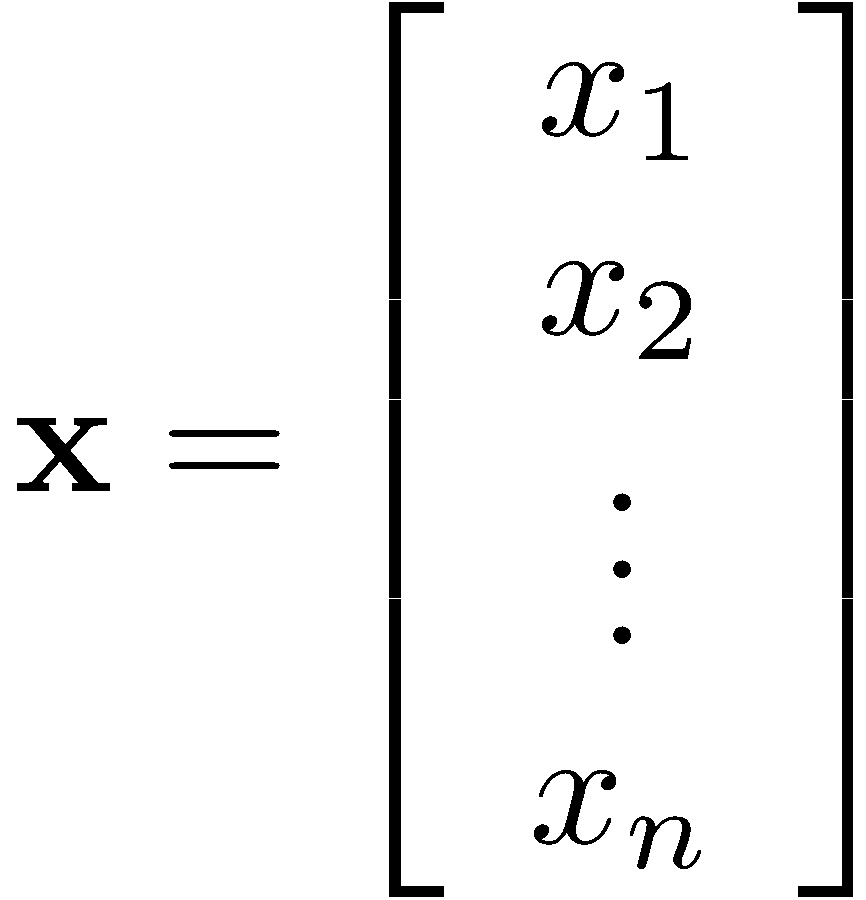 x = [
x₁
x₂
⋮
xₙ
]